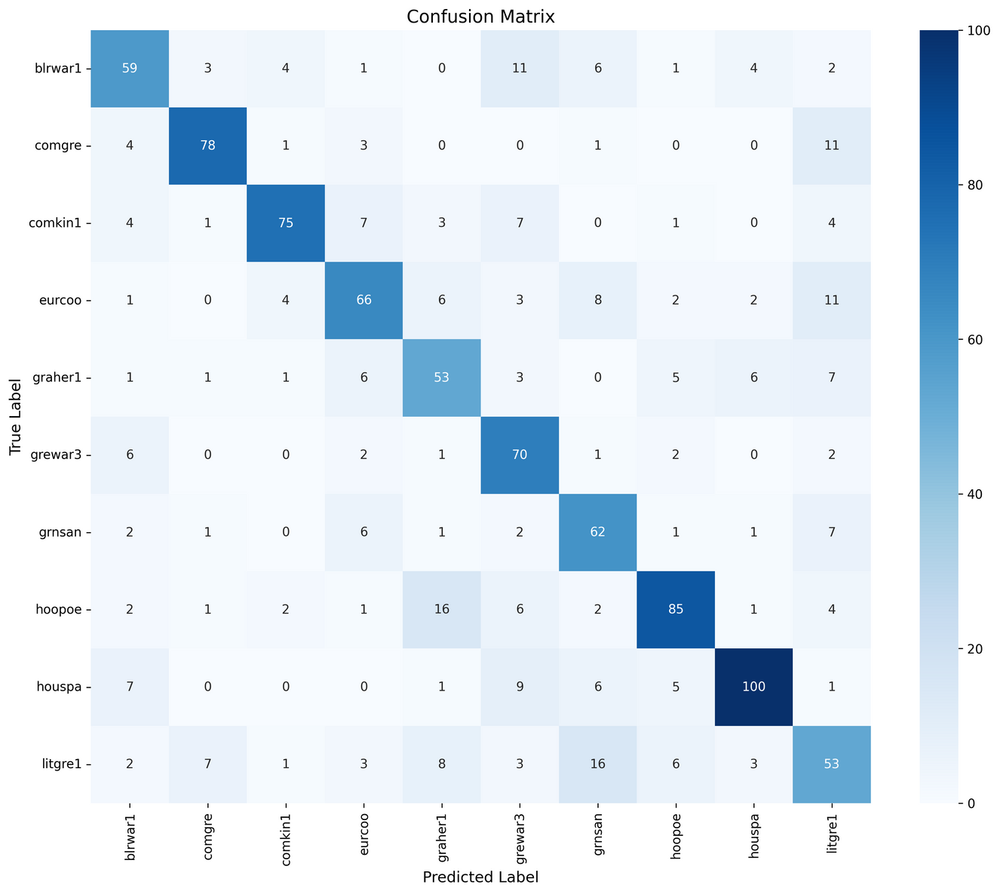 Confusion Matrix
True Label
blrwar1 59 3 4 1 0 11 6 1 4 2
comgre 4 78 1 3 0 0 1 0 0 11
comkin1 4 1 75 7 3 7 0 1 0 4
eurcoo 1 0 4 66 6 3 8 2 2 11
graher1 1 1 1 6 53 3 0 5 6 7
grewar3 6 0 0 2 1 70 1 2 0 2
grnsan 2 1 0 6 1 2 62 1 1 7
hoopoe 2 1 2 1 16 6 2 85 1 4
houspa 7 0 0 0 1 9 6 5 100 1
litgre1 2 7 1 3 8 3 16 6 3 53
blrwar1 comgre comkin1 eurcoo graher1 grewar3 grnsan hoopoe houspa litgre1
Predicted Label
100
80
60
40
20
0